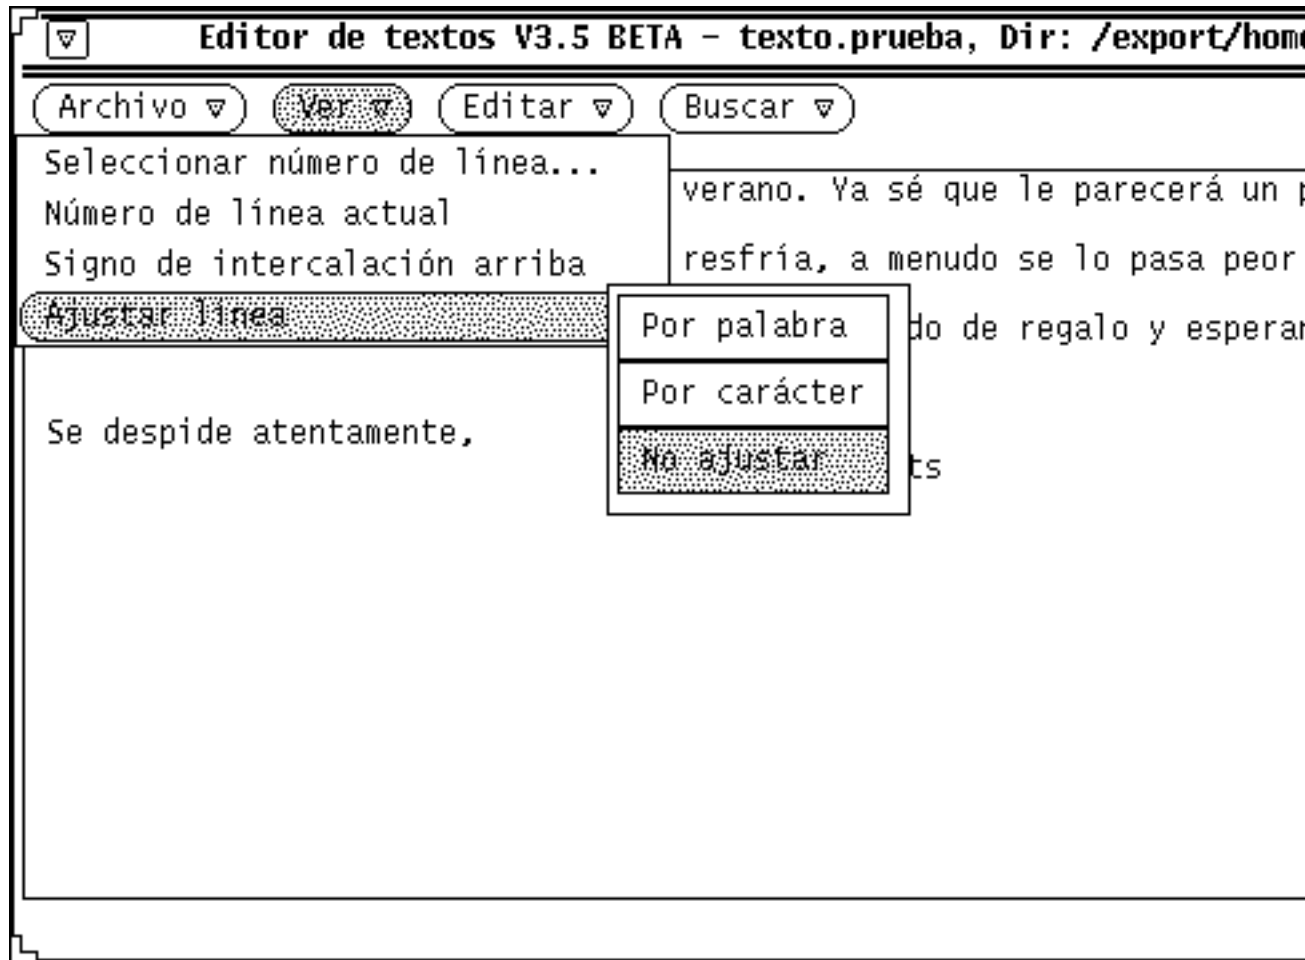 Editor de textos V3.5 BETA - texto.prueba, Dir: /export/home
Archivo Ver Editar Buscar
Seleccionar número de línea...
verano. Ya sé que le parecerá un
Número de línea actual
Signo de intercalación arriba
resfría, a menudo se lo pasa peor
Ajustar línea
Por palabra
do de regalo y esperan
Por carácter
Se despide atentamente,
No ajustar
ts